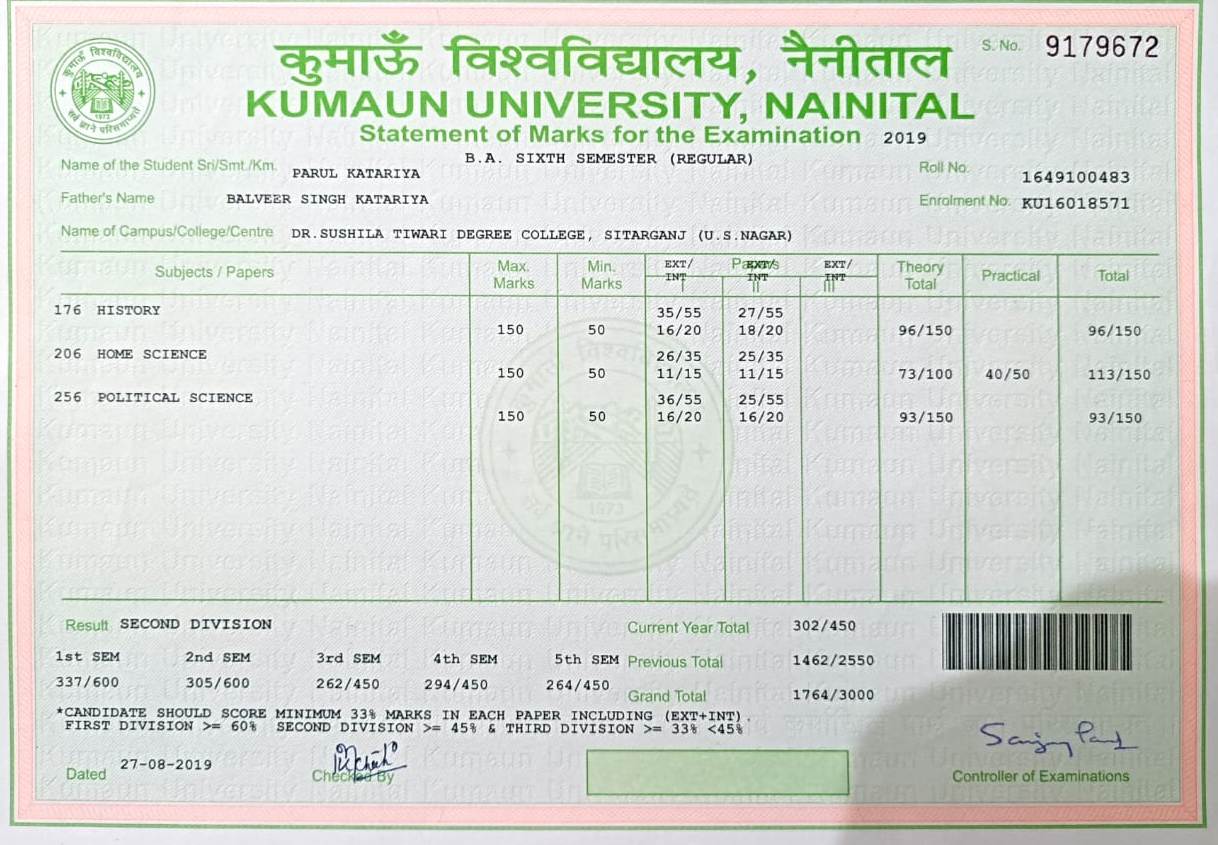 कुमाऊँ विश्वविद्यालय, नैनीताल
S. No. 9179672
KUMAUN UNIVERSITY, NAINITAL
Statement of Marks for the Examination 2019
B.A. SIXTH SEMESTER (REGULAR)
Name of the Student Sri/Smt./Km. PARUL KATARIYA
Roll No. 1649100483
Father's Name BALVEER SINGH KATARIYA
Enrolment No. KU16018571
Name of Campus/College/Centre DR.SUSHILA TIWARI DEGREE COLLEGE, SITARGANJ (U.S.NAGAR)
Subjects / Papers Max. Marks Min. Marks Papers EXT/INT I EXT/INT II EXT/INT III Theory Total Practical Total
176 HISTORY 35/55 27/55
150 50 16/20 18/20 96/150 96/150
206 HOME SCIENCE 26/35 25/35
150 50 11/15 11/15 73/100 40/50 113/150
256 POLITICAL SCIENCE 36/55 25/55
150 50 16/20 16/20 93/150 93/150
Result SECOND DIVISION
Current Year Total 302/450
1st SEM 2nd SEM 3rd SEM 4th SEM 5th SEM Previous Total 1462/2550
337/600 305/600 262/450 294/450 264/450
Grand Total 1764/3000
*CANDIDATE SHOULD SCORE MINIMUM 33% MARKS IN EACH PAPER INCLUDING (EXT+INT).
FIRST DIVISION >= 60% SECOND DIVISION >= 45% & THIRD DIVISION >= 33% <45%
Dated 27-08-2019
Checked By
Controller of Examinations